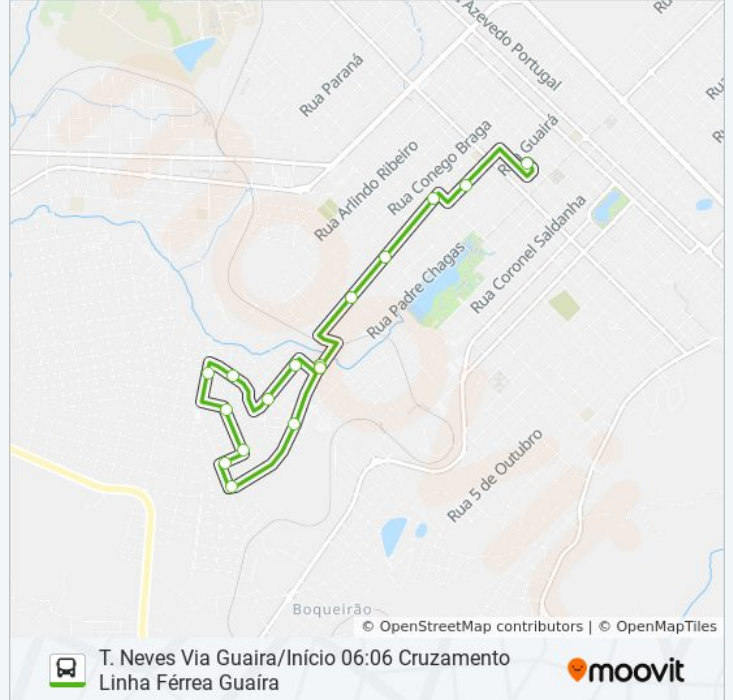 Azevedo Portugal
Rua Paraná
Rua Guairá
Rua Conego Braga
Rua Arlindo Ribeiro
Rua Coronel Saldanha
Rua Padre Chagas
Rua 5 de Outubro
Boqueirão
© OpenStreetMap contributors | © OpenMapTiles
T. Neves Via Guaira/Início 06:06 Cruzamento
Linha Férrea Guaíra
moovit